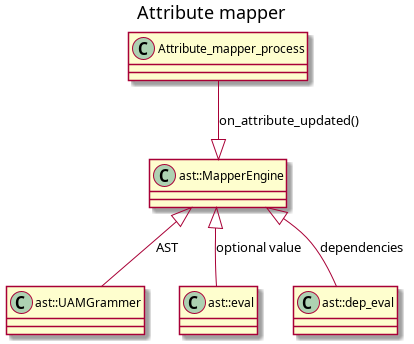 Attribute mapper
C Attribute_mapper_process
on_attribute_updated()
C ast::MapperEngine
AST
optional value
dependencies
C ast::UAMGrammer
C ast::eval
C ast::dep_eval